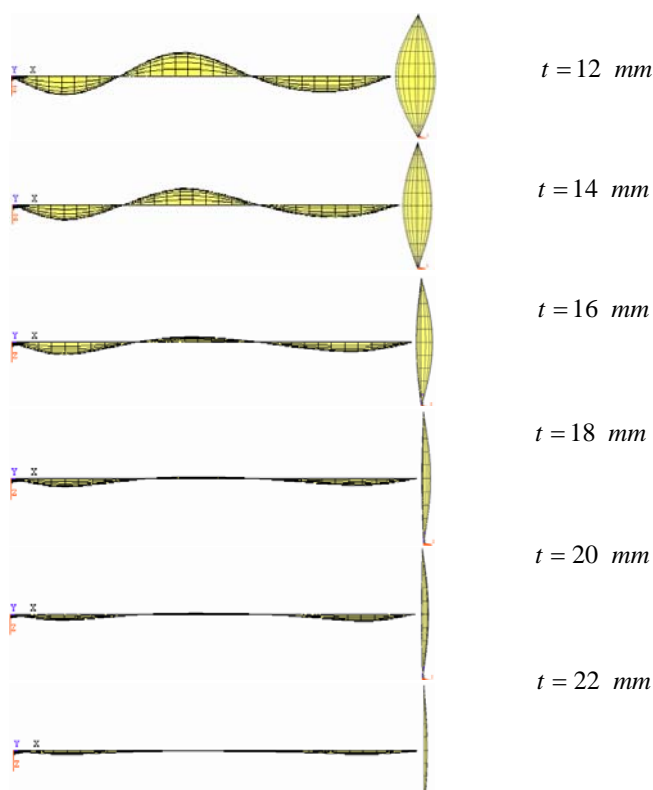 t = 12 mm
Y X
t = 14 mm
Y X
t = 16 mm
Y X
t = 18 mm
Y X
t = 20 mm
Y X
t = 22 mm
Y X